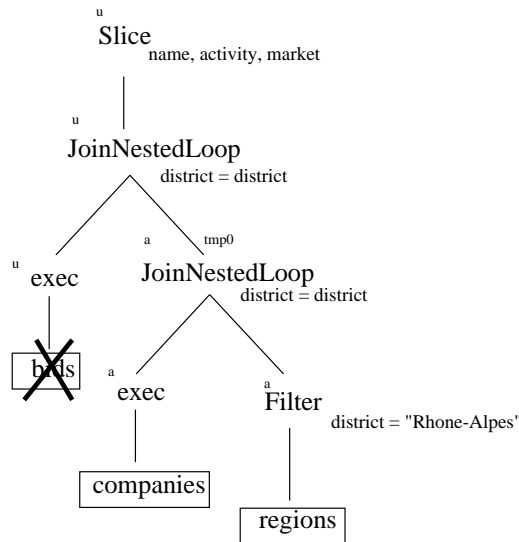 u
Slice
name, activity, market
u
JoinNestedLoop
district = district
a tmp0
u exec JoinNestedLoop
district = district
bids
a exec
a
Filter
district = "Rhone-Alpes"
companies
regions